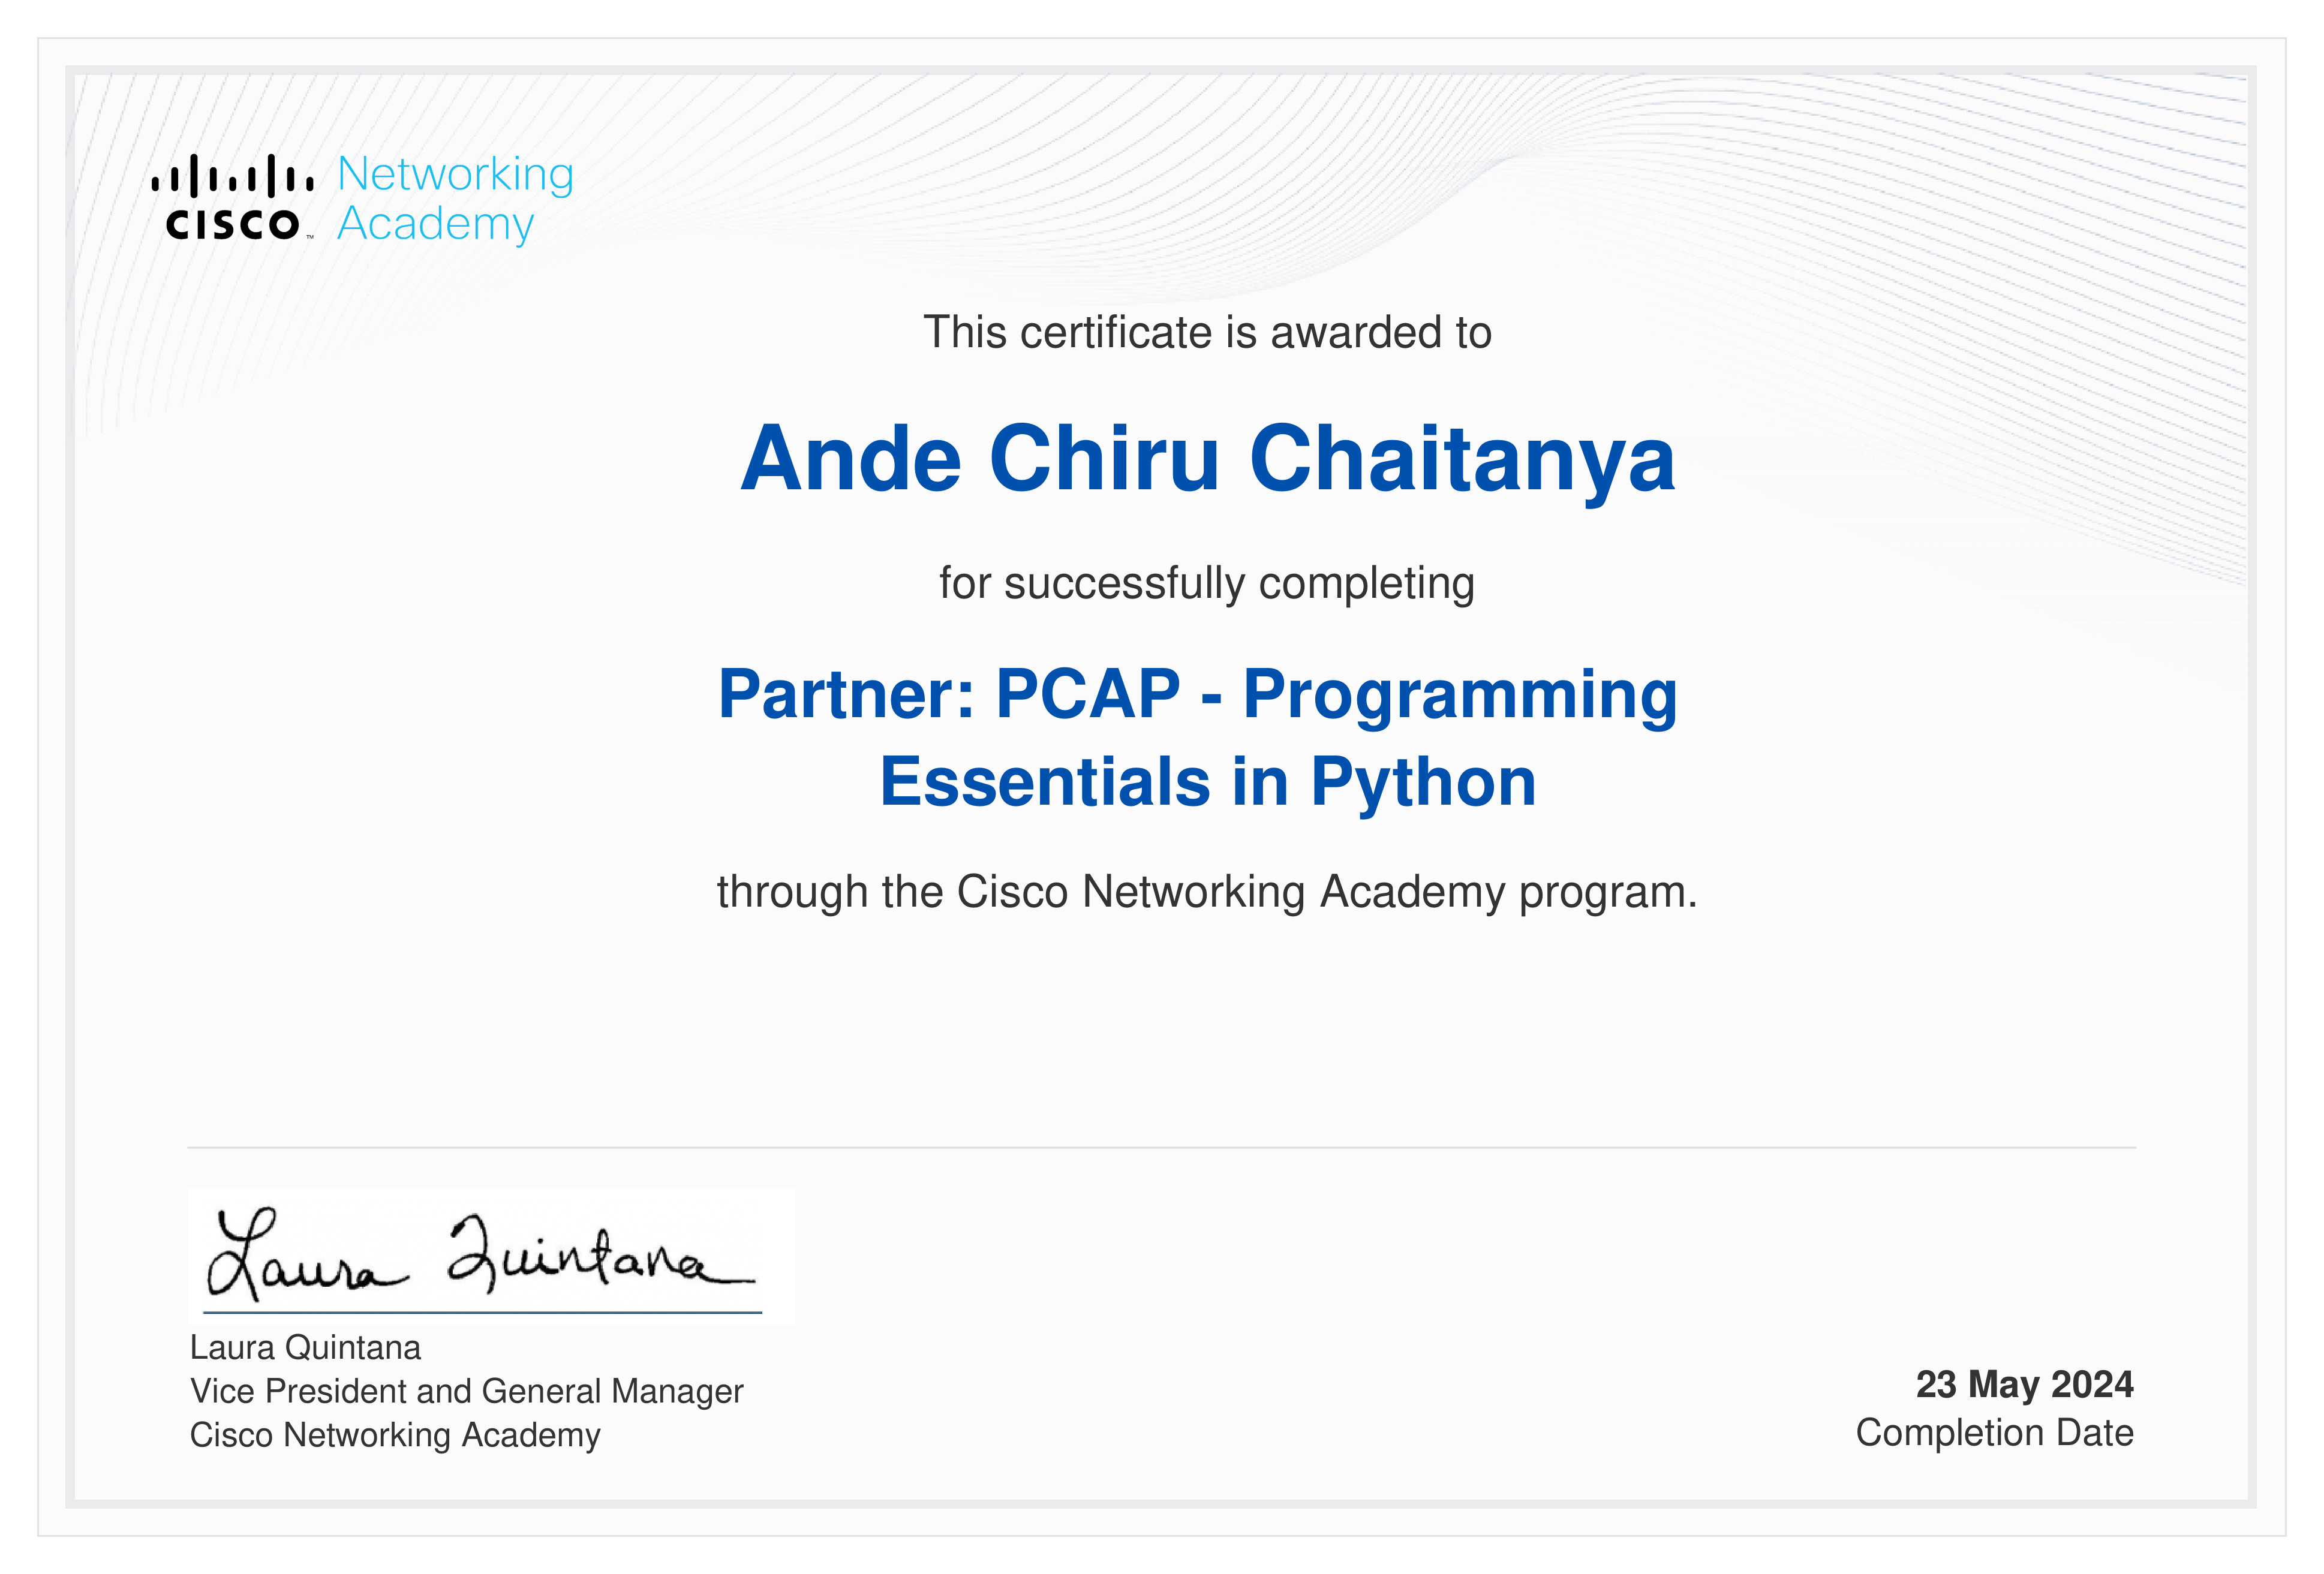 CISCO™
Networking
Academy
This certificate is awarded to
Ande Chiru Chaitanya
for successfully completing
Partner: PCAP - Programming
Essentials in Python
through the Cisco Networking Academy program.
Laura Quintana
Laura Quintana
Vice President and General Manager
Cisco Networking Academy
23 May 2024
Completion Date